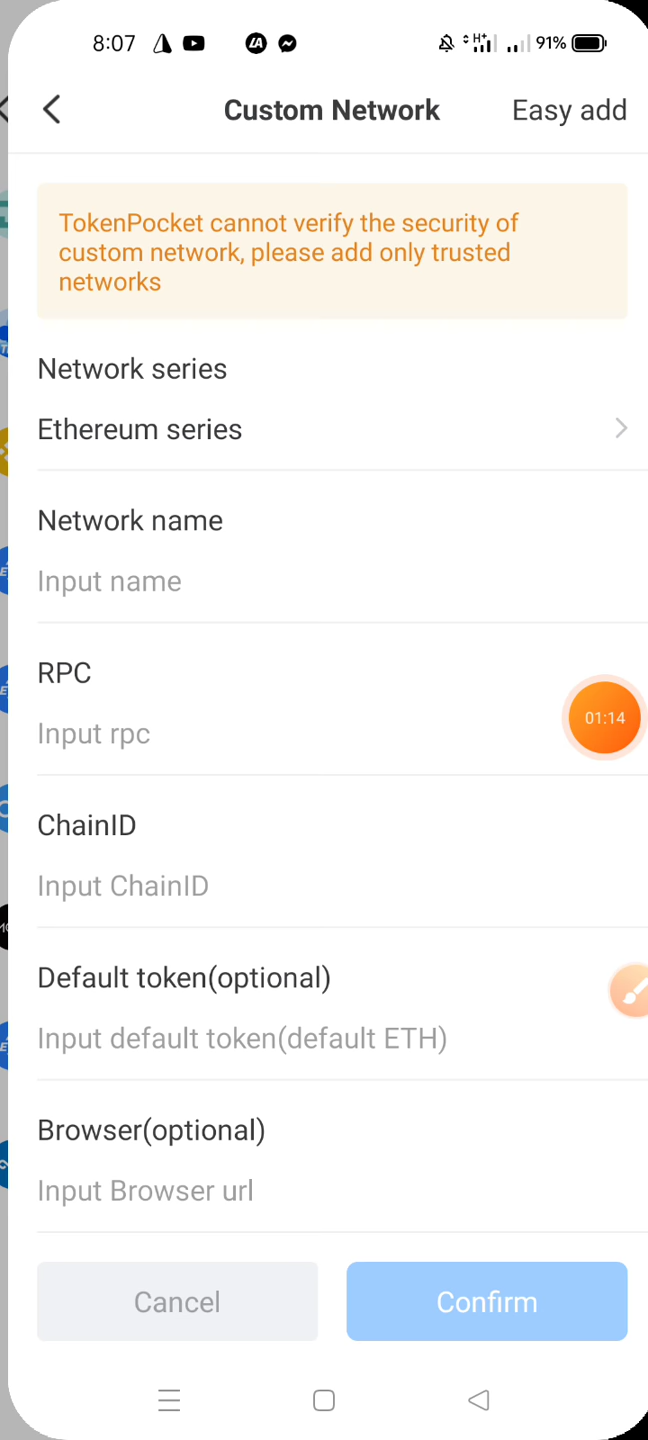 8:07 LA H+ 91%
Custom Network Easy add
TokenPocket cannot verify the security of
custom network, please add only trusted
networks
Network series
Ethereum series
Network name
Input name
RPC
01:14
Input rpc
ChainID
Input ChainID
Default token(optional)
Input default token(default ETH)
Browser(optional)
Input Browser url
Cancel Confirm